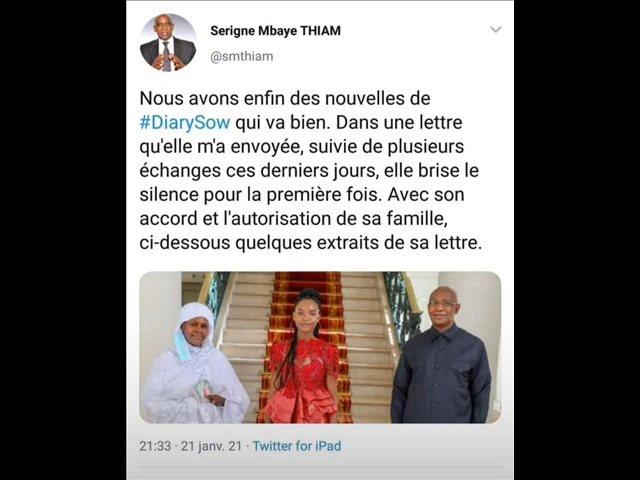 Serigne Mbaye THIAM
@smthiam
Nous avons enfin des nouvelles de
#DiarySow qui va bien. Dans une lettre
qu'elle m'a envoyée, suivie de plusieurs
échanges ces derniers jours, elle brise le
silence pour la première fois. Avec son
accord et l'autorisation de sa famille,
ci-dessous quelques extraits de sa lettre.
21:33 · 21 janv. 21 · Twitter for iPad